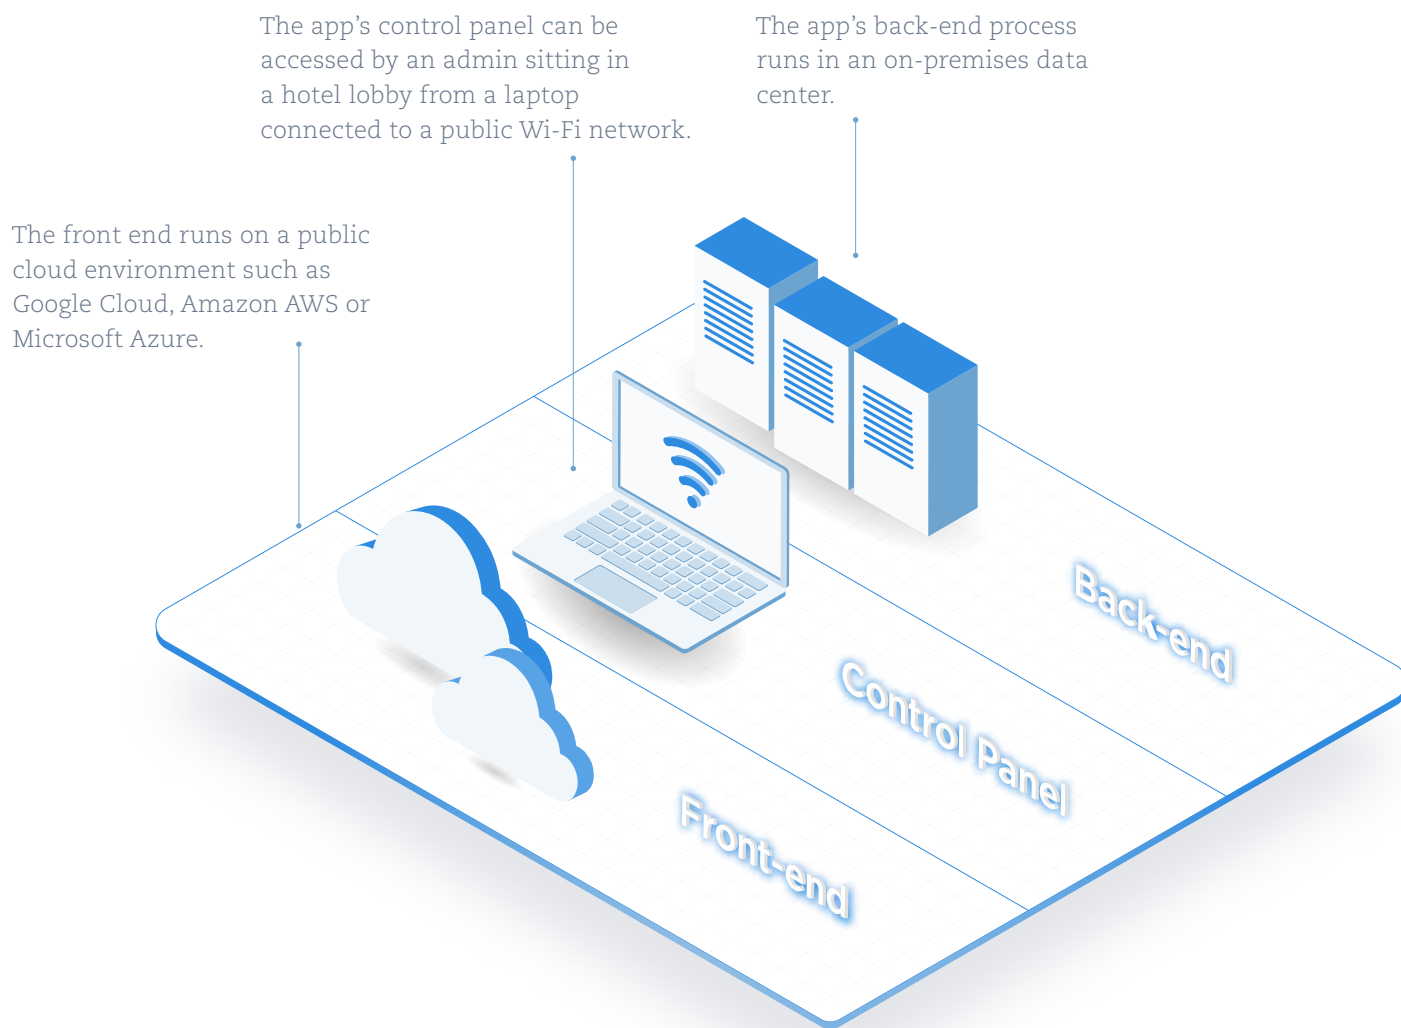 The app’s control panel can be
accessed by an admin sitting in
a hotel lobby from a laptop
connected to a public Wi-Fi network.
The app’s back-end process
runs in an on-premises data
center.
The front end runs on a public
cloud environment such as
Google Cloud, Amazon AWS or
Microsoft Azure.
Back-end
Control Panel
Front-end